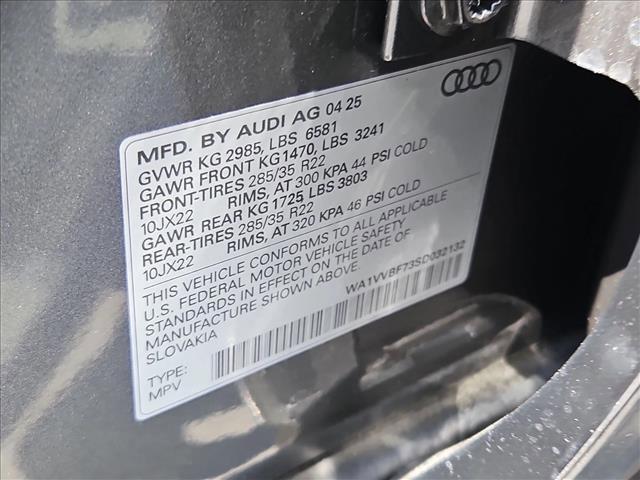 MFD. BY AUDI AG 04 25
GVWR KG 2985, LBS 6581
GAWR FRONT KG1470, LBS 3241
FRONT-TIRES 285/35 R22
10JX22 RIMS, AT 300 KPA 44 PSI COLD
GAWR REAR KG 1725 LBS 3803
REAR-TIRES 285/35 R22
10JX22 RIMS, AT 320 KPA 46 PSI COLD
THIS VEHICLE CONFORMS TO ALL APPLICABLE
U.S. FEDERAL MOTOR VEHICLE SAFETY
STANDARDS IN EFFECT ON THE DATE OF
MANUFACTURE SHOWN ABOVE.
SLOVAKIA
WA1VVBF73SD032132
TYPE:
MPV